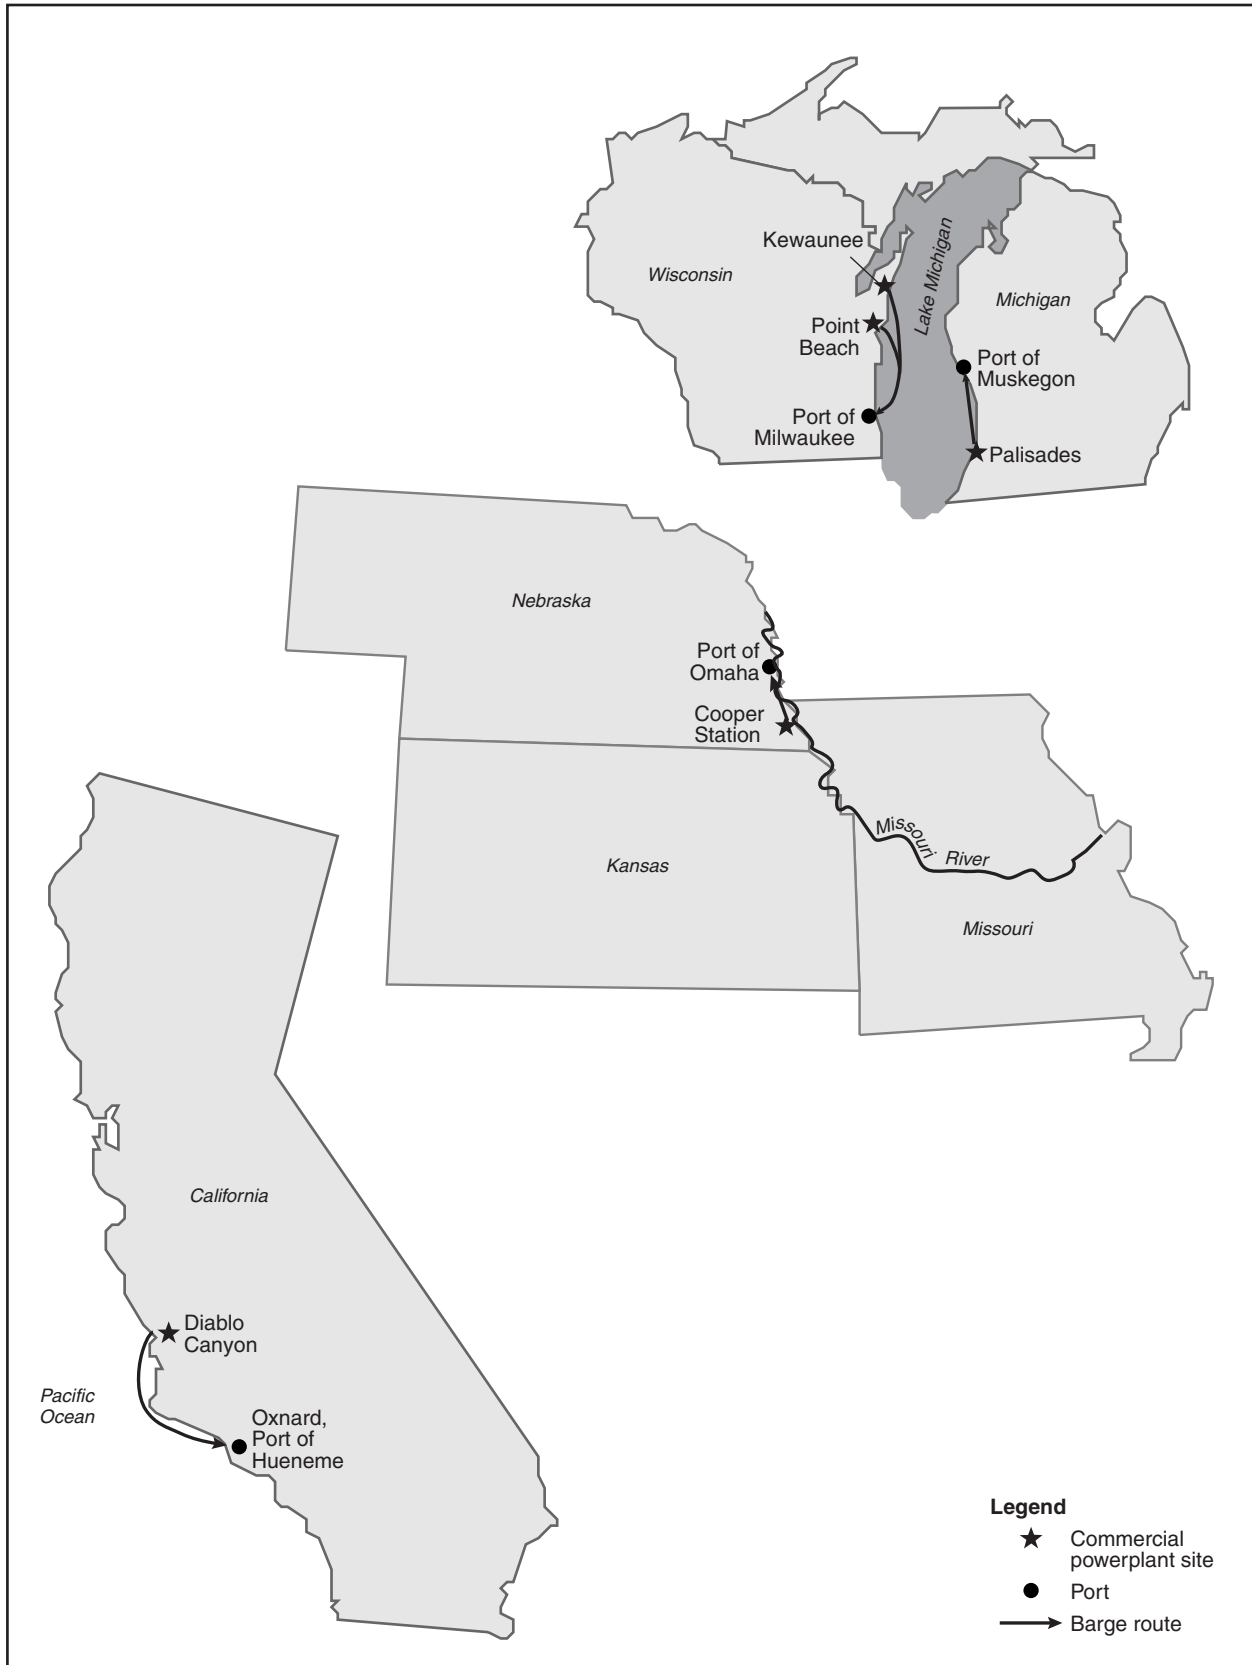 Kewaunee
Wisconsin
Lake Michigan
Michigan
Point
Beach
Port of
Muskegon
Port of
Milwaukee
Palisades
Nebraska
Port of
Omaha
Cooper
Station
Missouri
River
Kansas
Missouri
California
Diablo
Canyon
Pacific
Ocean
Oxnard,
Port of
Hueneme
Legend
Commercial
powerplant site
Port
Barge route